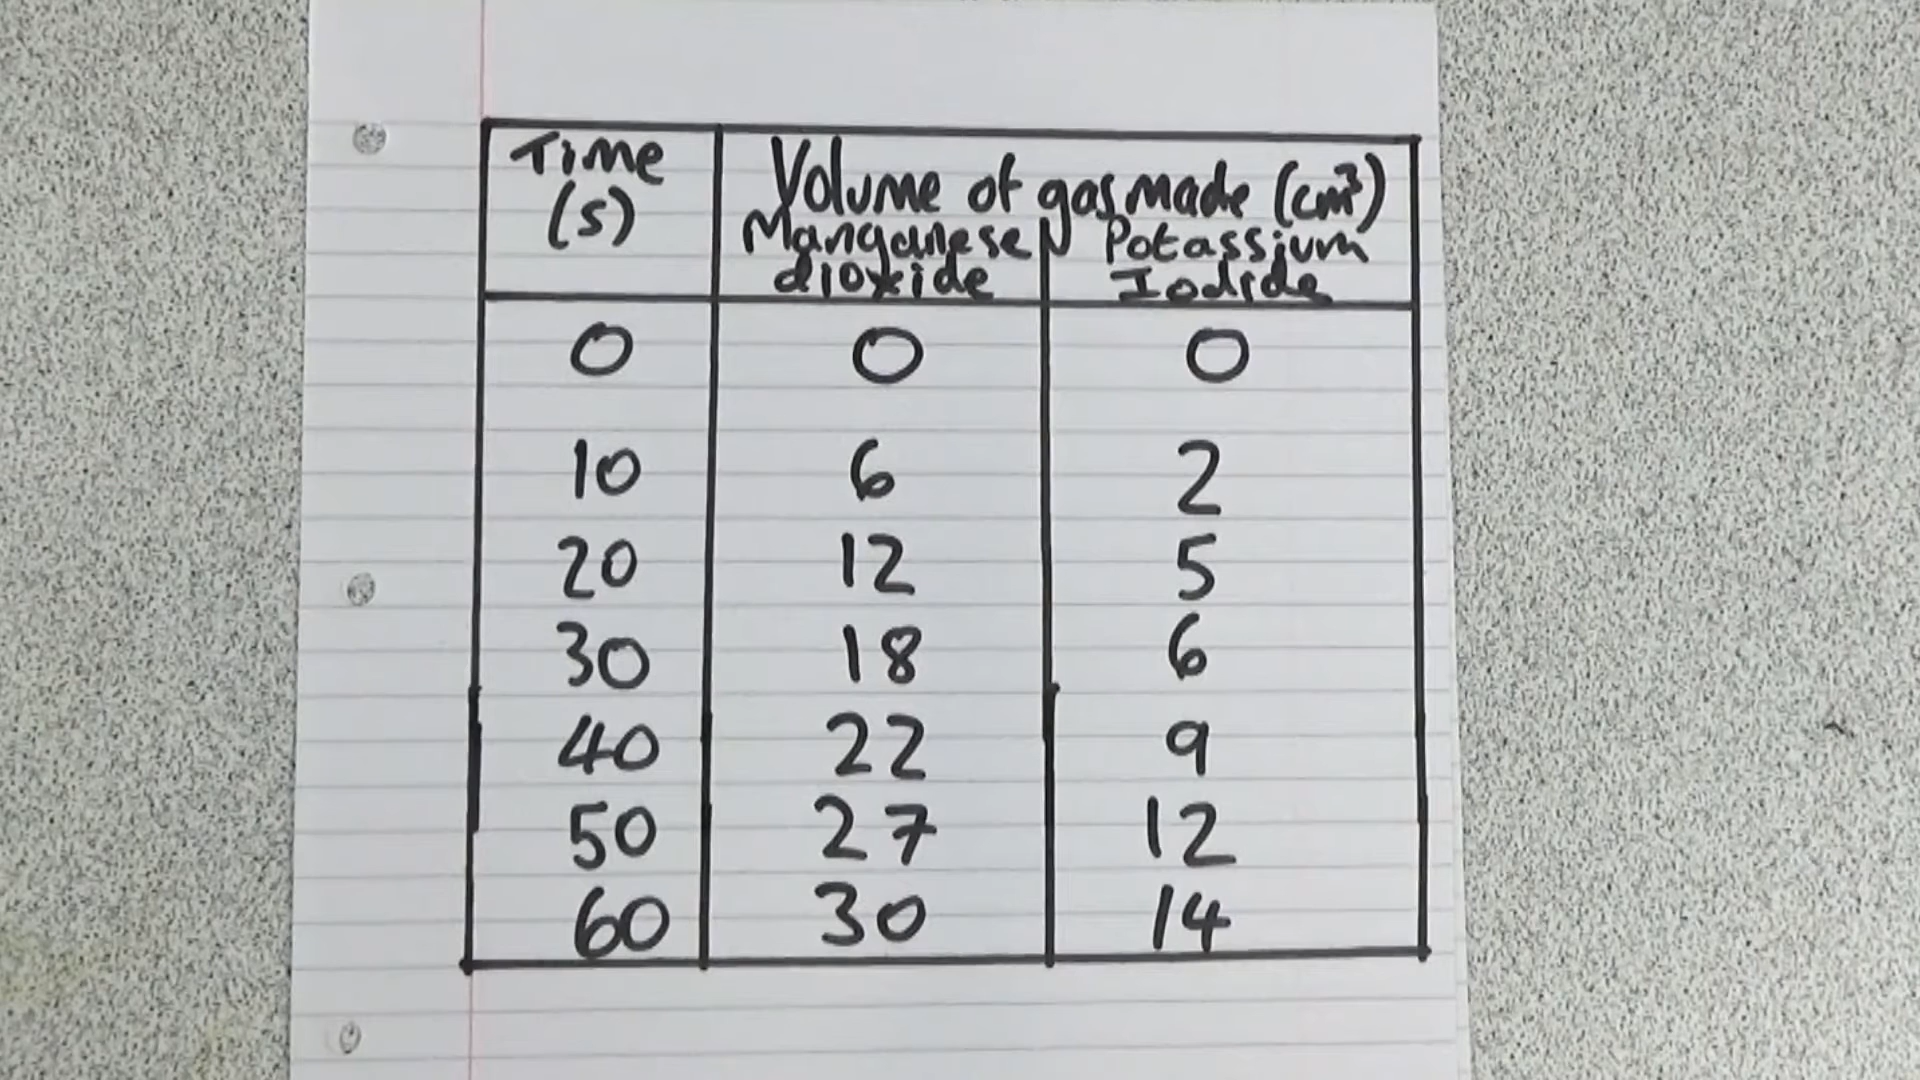 Time
(s)
Volume of gas made (cm³)
Manganese
dioxide
Potassium
Iodide
0 0 0
10 6 2
20 12 5
30 18 6
40 22 9
50 27 12
60 30 14